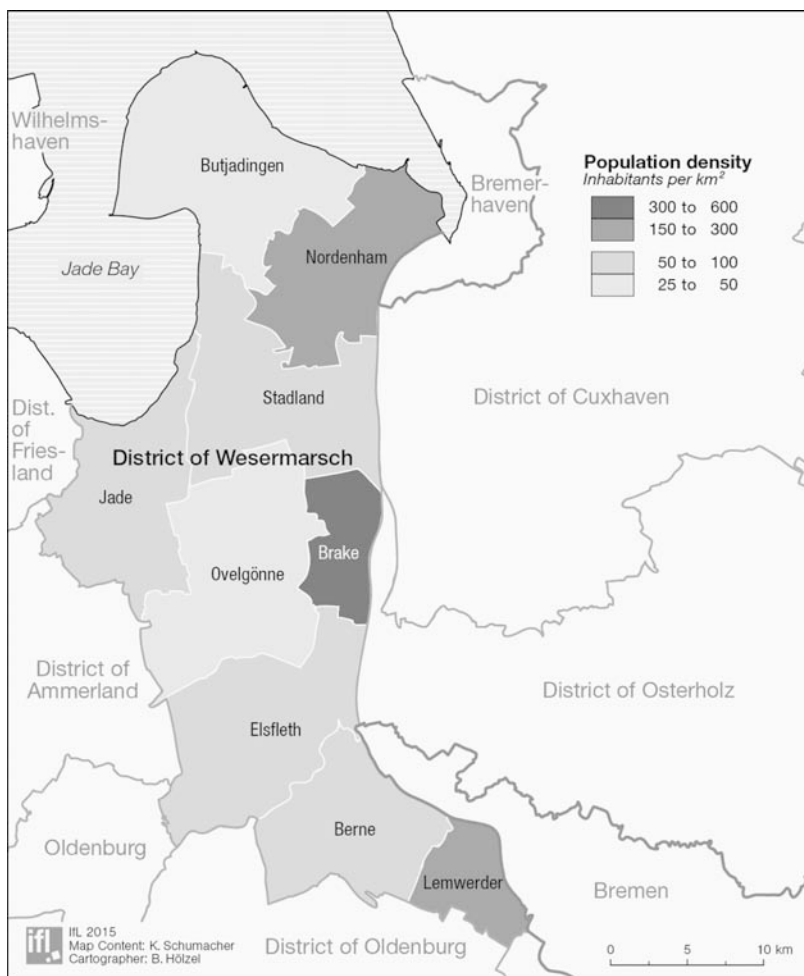 Wilhelms-
haven
Butjadingen
Bremer-
haven
Population density
Inhabitants per km²
300 to 600
150 to 300
50 to 100
25 to 50
Nordenham
Jade Bay
Stadland
District of Cuxhaven
Dist.
of
Fries-
land
District of Wesermarsch
Jade
Brake
Ovelgönne
District of
Ammerland
District of Osterholz
Elsfleth
Berne
Oldenburg
Lemwerder
Bremen
ifl
IfL 2015
Map Content: K. Schumacher
Cartographer: B. Hölzel
District of Oldenburg
0 5 10 km